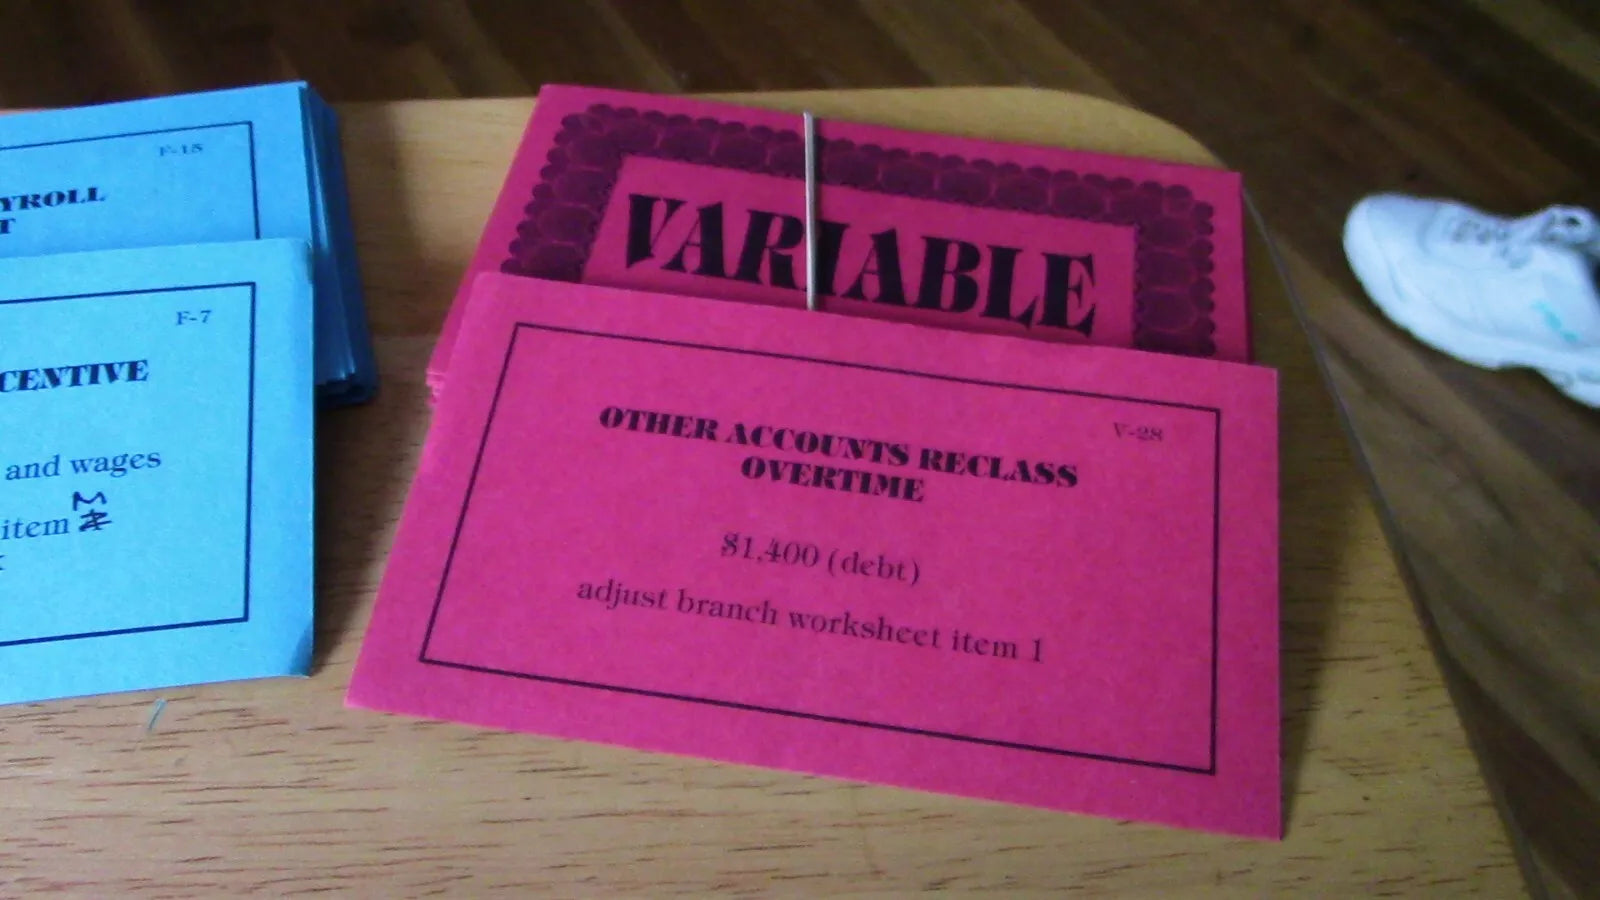 F-15
YROLL
T
F-7
CENTIVE
and wages
M
item
VARIABLE
V-28
OTHER ACCOUNTS RECLASS
OVERTIME
$1,400 (debt)
adjust branch worksheet item 1